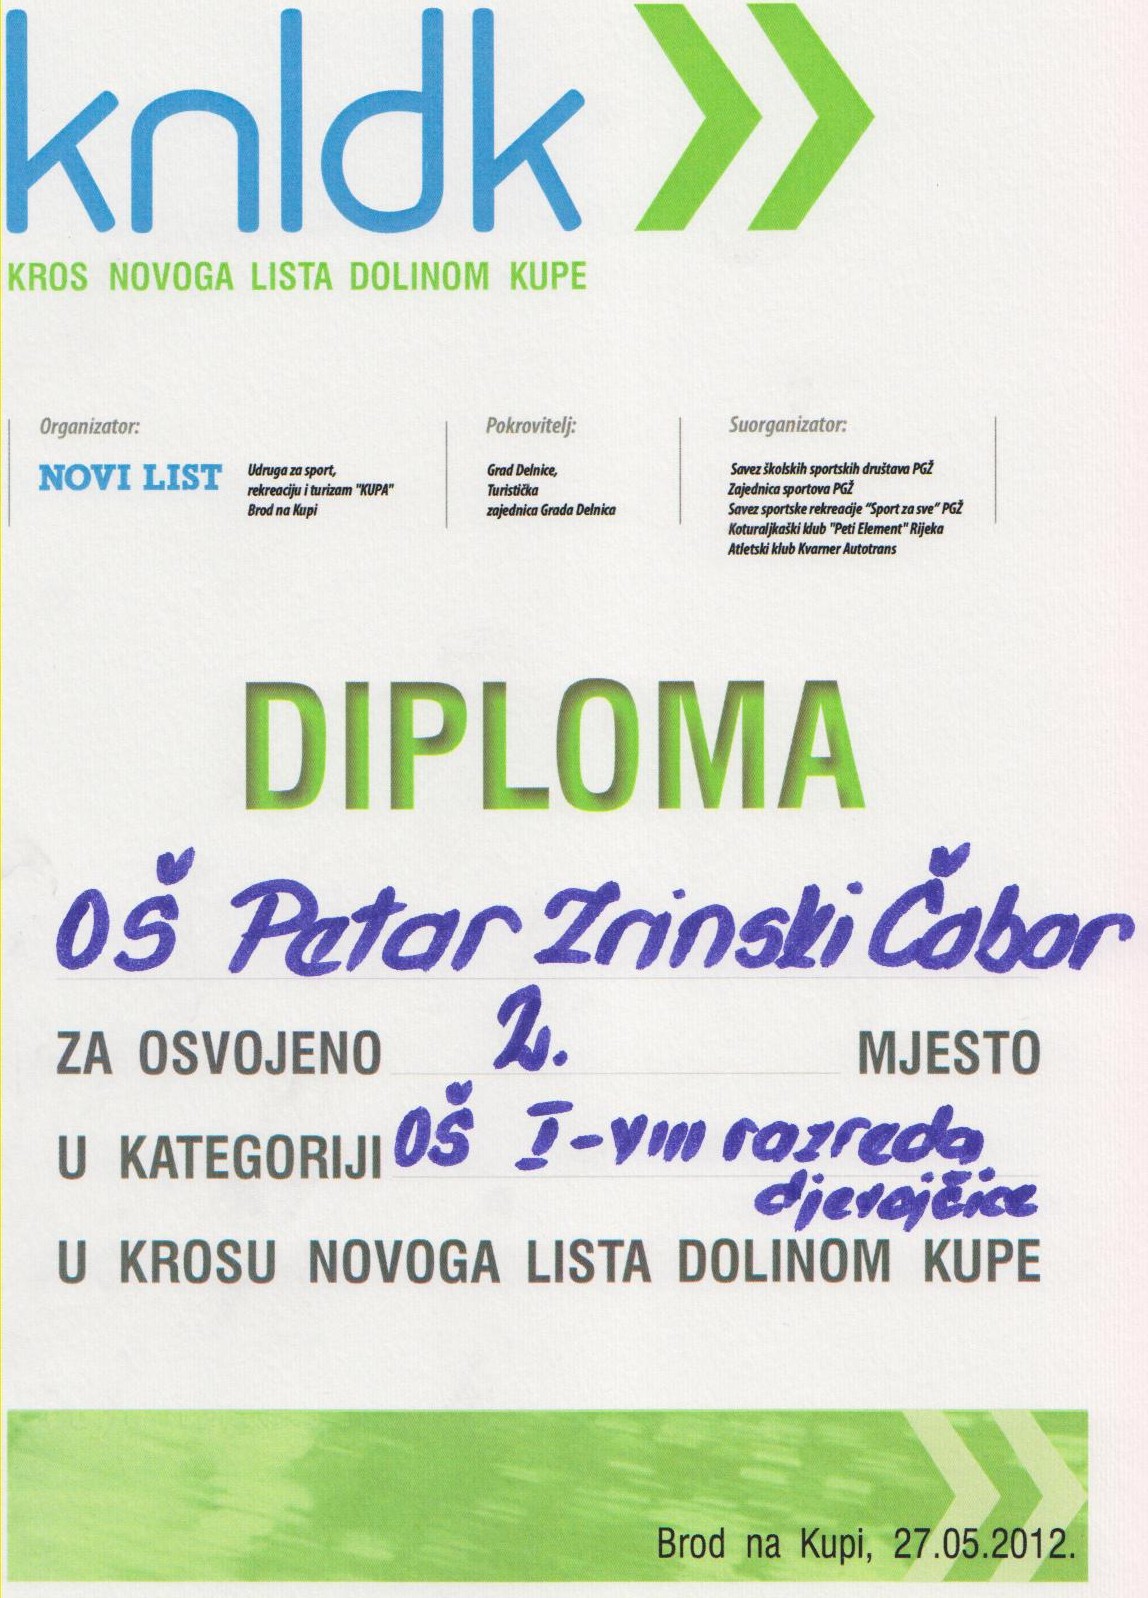 knldk
KROS NOVOGA LISTA DOLINOM KUPE
Organizator:
NOVI LIST
Udruga za sport,
rekreaciju i turizam "KUPA"
Brod na Kupi
Pokrovitelj:
Grad Delnice,
Turistička
zajednica Grada Delnica
Suorganizator:
Savez školskih sportskih društava PGŽ
Zajednica sportova PGŽ
Savez sportske rekreacije "Sport za sve" PGŽ
Koturaljkaški klub "Peti Element" Rijeka
Atletski klub Kvarner Autotrans
DIPLOMA
OŠ Petar Zrinski Čabar
ZA OSVOJENO 2. MJESTO
U KATEGORIJI OŠ I-VIII razreda
djevojčice
U KROSU NOVOGA LISTA DOLINOM KUPE
Brod na Kupi, 27.05.2012.